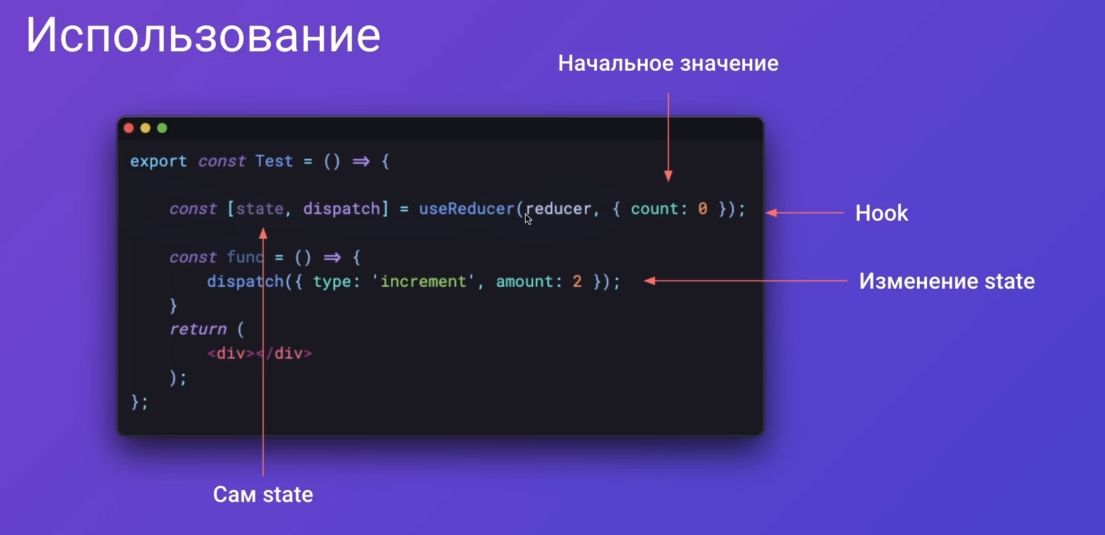 Использование
Начальное значение
export const Test = () => {
const [state, dispatch] = useReducer(reducer, { count: 0 });
Hook
const func = () => {
dispatch({ type: 'increment', amount: 2 });
Изменение state
}
return (
<div></div>
);
};
Сам state